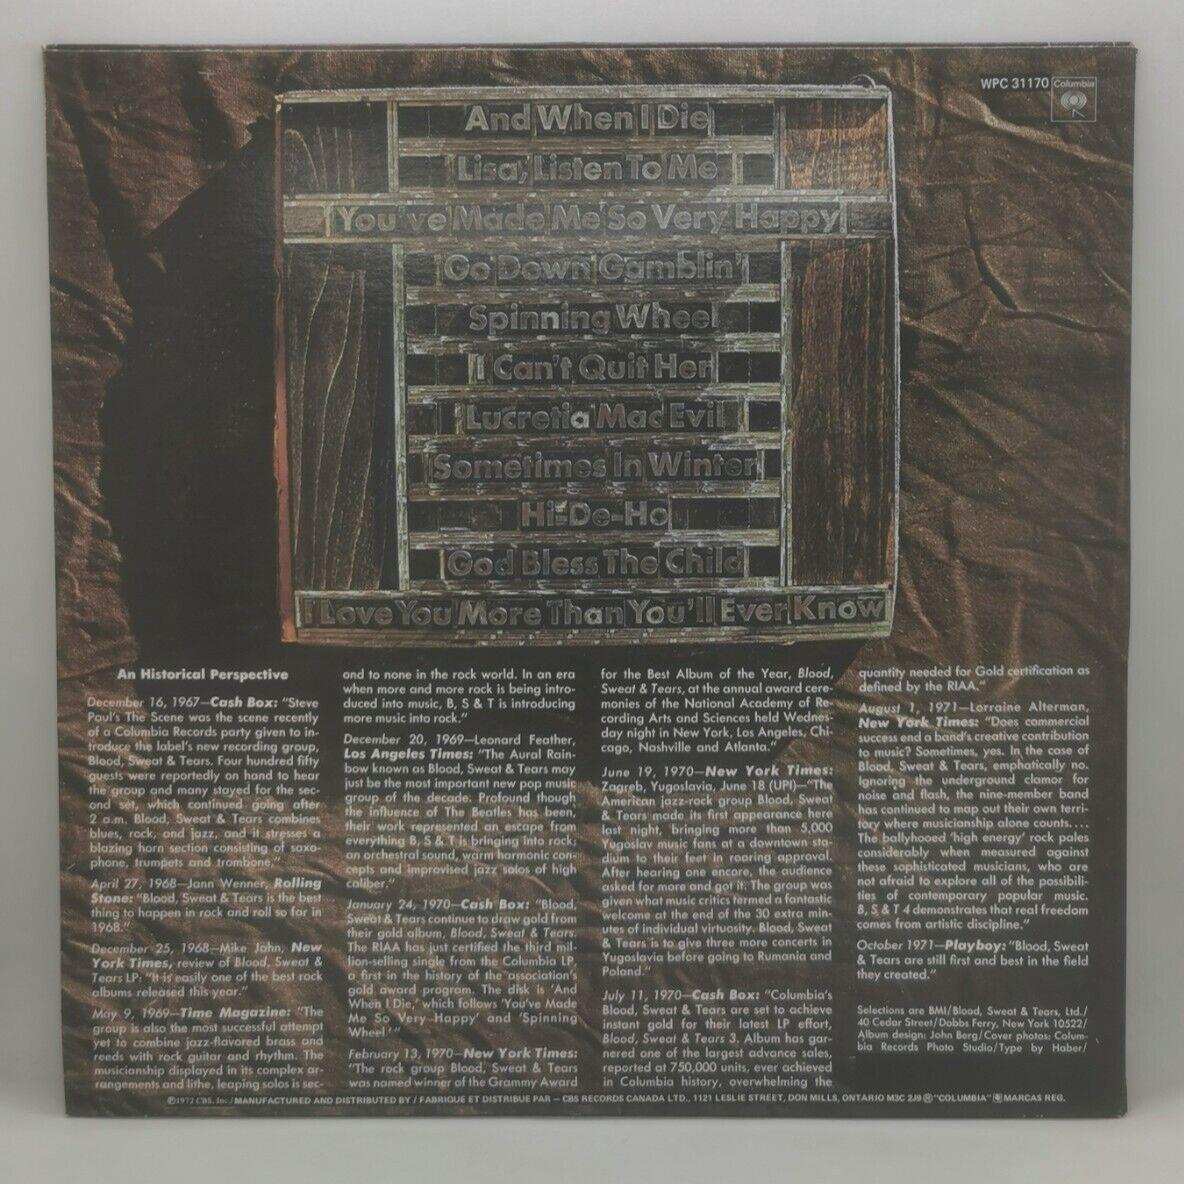 WPC 31170 Columbia
And When I Die
Lisa, Listen To Me
You've Made Me So Very Happy
Go Down Gamblin'
Spinning Wheel
I Can't Quit Her
Lucretia Mac Evil
Sometimes In Winter
Hi-De-Ho
God Bless The Child
I Love You More Than You'll Ever Know
An Historical Perspective
December 16, 1967—Cash Box: "Steve
Paul's The Scene was the scene recently
of a Columbia Records party given to in-
troduce the label's new recording group,
Blood, Sweat & Tears. Four hundred fifty
guests were reportedly on hand to hear
the group and many stayed for the sec-
ond set, which continued going after
2 a.m. Blood, Sweat & Tears combines
blues, rock, and jazz, and it stresses a
blazing horn section consisting of saxo-
phone, trumpets and trombone."
April 27, 1968—Jann Wenner, Rolling
Stone: "Blood, Sweat & Tears is the best
thing to happen in rock and roll so far in
1968."
December 25, 1968—Mike Jahn, New
York Times, review of Blood, Sweat &
Tears LP: "It is easily one of the best rock
albums released this year."
May 9, 1969—Time Magazine: "The
group is also the most successful attempt
yet to combine jazz-flavored brass and
reeds with rock guitar and rhythm. The
musicianship displayed in its complex ar-
rangements and lithe, leaping solos is sec-
ond to none in the rock world. In an era
when more and more rock is being intro-
duced into music, B, S & T is introducing
more music into rock."
December 20, 1969—Leonard Feather,
Los Angeles Times: "The Aural Rain-
bow known as Blood, Sweat & Tears may
just be the most important new pop music
group of the decade. Profound though
the influence of The Beatles has been,
their work represented an escape from
everything B, S & T is bringing into rock;
an orchestral sound, warm harmonic con-
cepts and improvised jazz solos of high
caliber."
January 24, 1970—Cash Box: "Blood,
Sweat & Tears continue to draw gold from
their gold album, Blood, Sweat & Tears.
The RIAA has just certified the third mil-
lion-selling single from the Columbia LP,
a first in the history of the association's
gold award program. The disk is 'And
When I Die,' which follows 'You've Made
Me So Very Happy' and 'Spinning
Wheel.'"
February 13, 1970—New York Times:
"The rock group Blood, Sweat & Tears
was named winner of the Grammy Award
for the Best Album of the Year, Blood,
Sweat & Tears, at the annual award cere-
monies of the National Academy of Re-
cording Arts and Sciences held Wednes-
day night in New York, Los Angeles, Chi-
cago, Nashville and Atlanta."
June 19, 1970—New York Times:
Zagreb, Yugoslavia, June 18 (UPI)—"The
American jazz-rock group Blood, Sweat
& Tears made its first appearance here
last night, bringing more than 5,000
Yugoslav music fans at a downtown sta-
dium to their feet in roaring approval.
After hearing one encore, the audience
asked for more and got it. The group was
given what music critics termed a fantastic
welcome at the end of the 30 extra min-
utes of individual virtuosity. Blood, Sweat
& Tears is to give three more concerts in
Yugoslavia before going to Rumania and
Poland."
July 11, 1970—Cash Box: "Columbia's
Blood, Sweat & Tears are set to achieve
instant gold for their latest LP effort,
Blood, Sweat & Tears 3. Album has gar-
nered one of the largest advance sales,
reported at 750,000 units, ever achieved
in Columbia history, overwhelming the
quantity needed for Gold certification as
defined by the RIAA."
August 1, 1971—Lorraine Alterman,
New York Times: "Does commercial
success end a band's creative contribution
to music? Sometimes, yes. In the case of
Blood, Sweat & Tears, emphatically no.
Ignoring the underground clamor for
noise and flash, the nine-member band
has continued to map out their own terri-
tory where musicianship alone counts....
The ballyhooed 'high energy' rock pales
considerably when measured against
these sophisticated musicians, who are
not afraid to explore all of the possibili-
ties of contemporary popular music.
B, S & T 4 demonstrates that real freedom
comes from artistic discipline."
October 1971—Playboy: "Blood, Sweat
& Tears are still first and best in the field
they created."
Selections are BMI/Blood, Sweat & Tears, Ltd./
40 Cedar Street/Dobbs Ferry, New York 10522/
Album design: John Berg/Cover photos: Colum-
bia Records Photo Studio/Type by Haber/
℗1972 CBS, Inc./MANUFACTURED AND DISTRIBUTED BY / FABRIQUE ET DISTRIBUE PAR — CBS RECORDS CANADA LTD., 1121 LESLIE STREET, DON MILLS, ONTARIO M3C 2J9 ® "COLUMBIA" MARCAS REG.